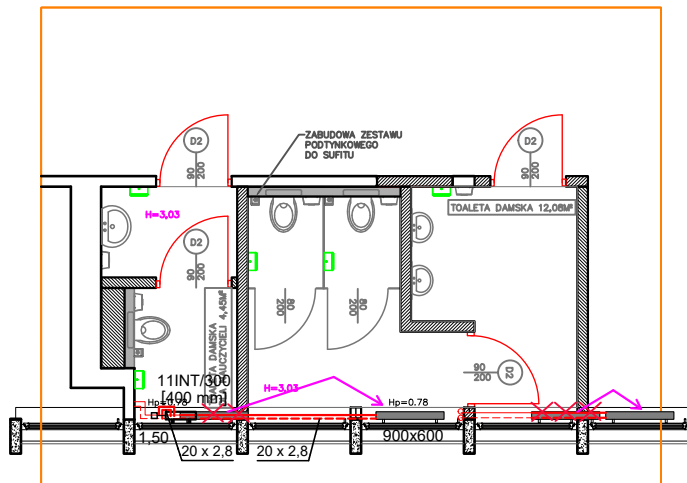 D2
90
200
ZABUDOWA ZESTAWU
PODTYNKOWEGO
DO SUFITU
D2
90
200
H=3,03
TOALETA DAMSKA 12,08M²
D2
90
200
80
200
80
200
DAMSKA
NAUCZYCIELI 4,45M²
11INT/300
[400 mm]
H=3,03
90
200
D2
Hp=0.78
Hp=0.78
1,50
20 x 2,8
20 x 2,8
900x600